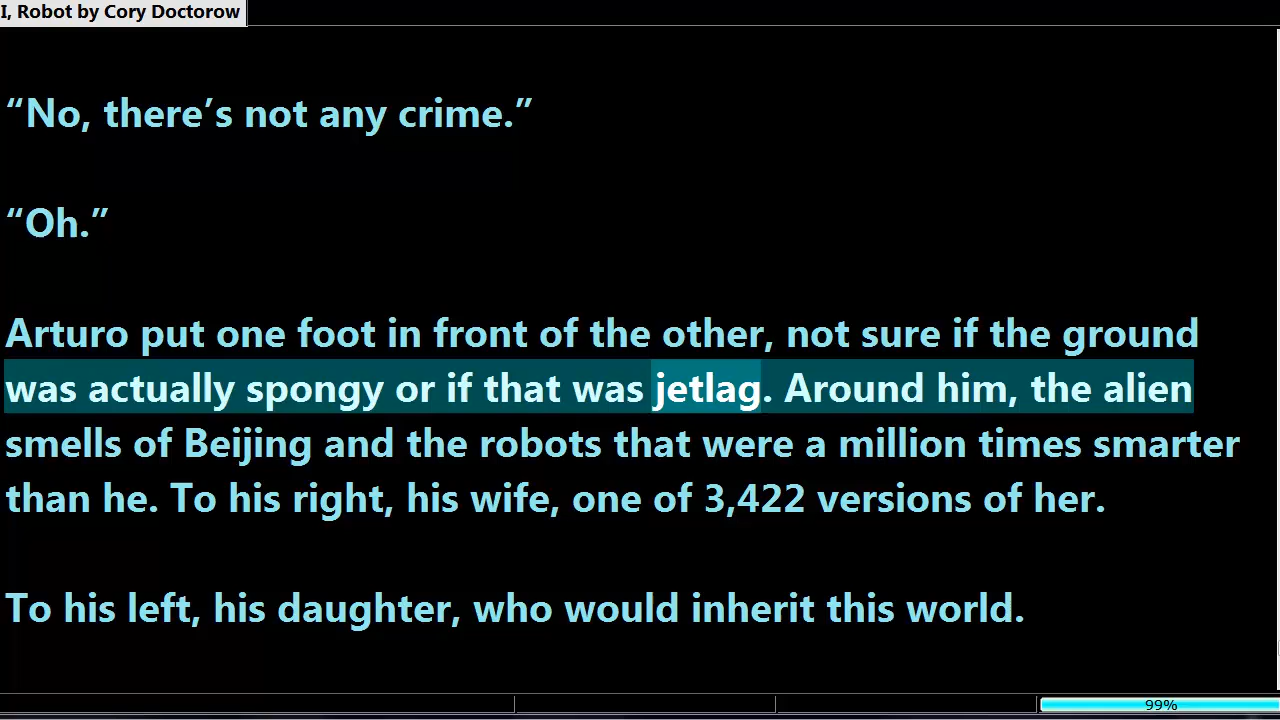 I, Robot by Cory Doctorow
“No, there’s not any crime.”
“Oh.”
Arturo put one foot in front of the other, not sure if the ground
was actually spongy or if that was jetlag. Around him, the alien
smells of Beijing and the robots that were a million times smarter
than he. To his right, his wife, one of 3,422 versions of her.
To his left, his daughter, who would inherit this world.
99%